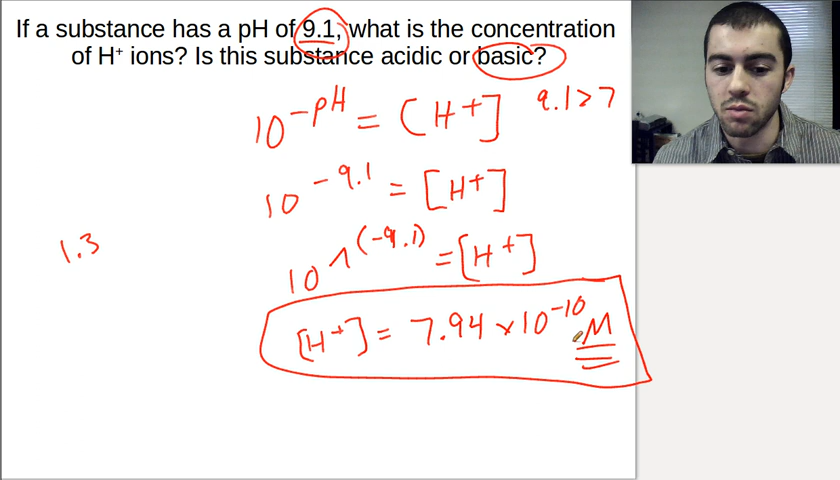 If a substance has a pH of 9.1, what is the concentration
of H⁺ ions? Is this substance acidic or basic?
10^-pH = [H+] 9.1 > 7
10^-9.1 = [H+]
1.3
10 ^ (-9.1) = [H+]
[H+] = 7.94 × 10^-10 M